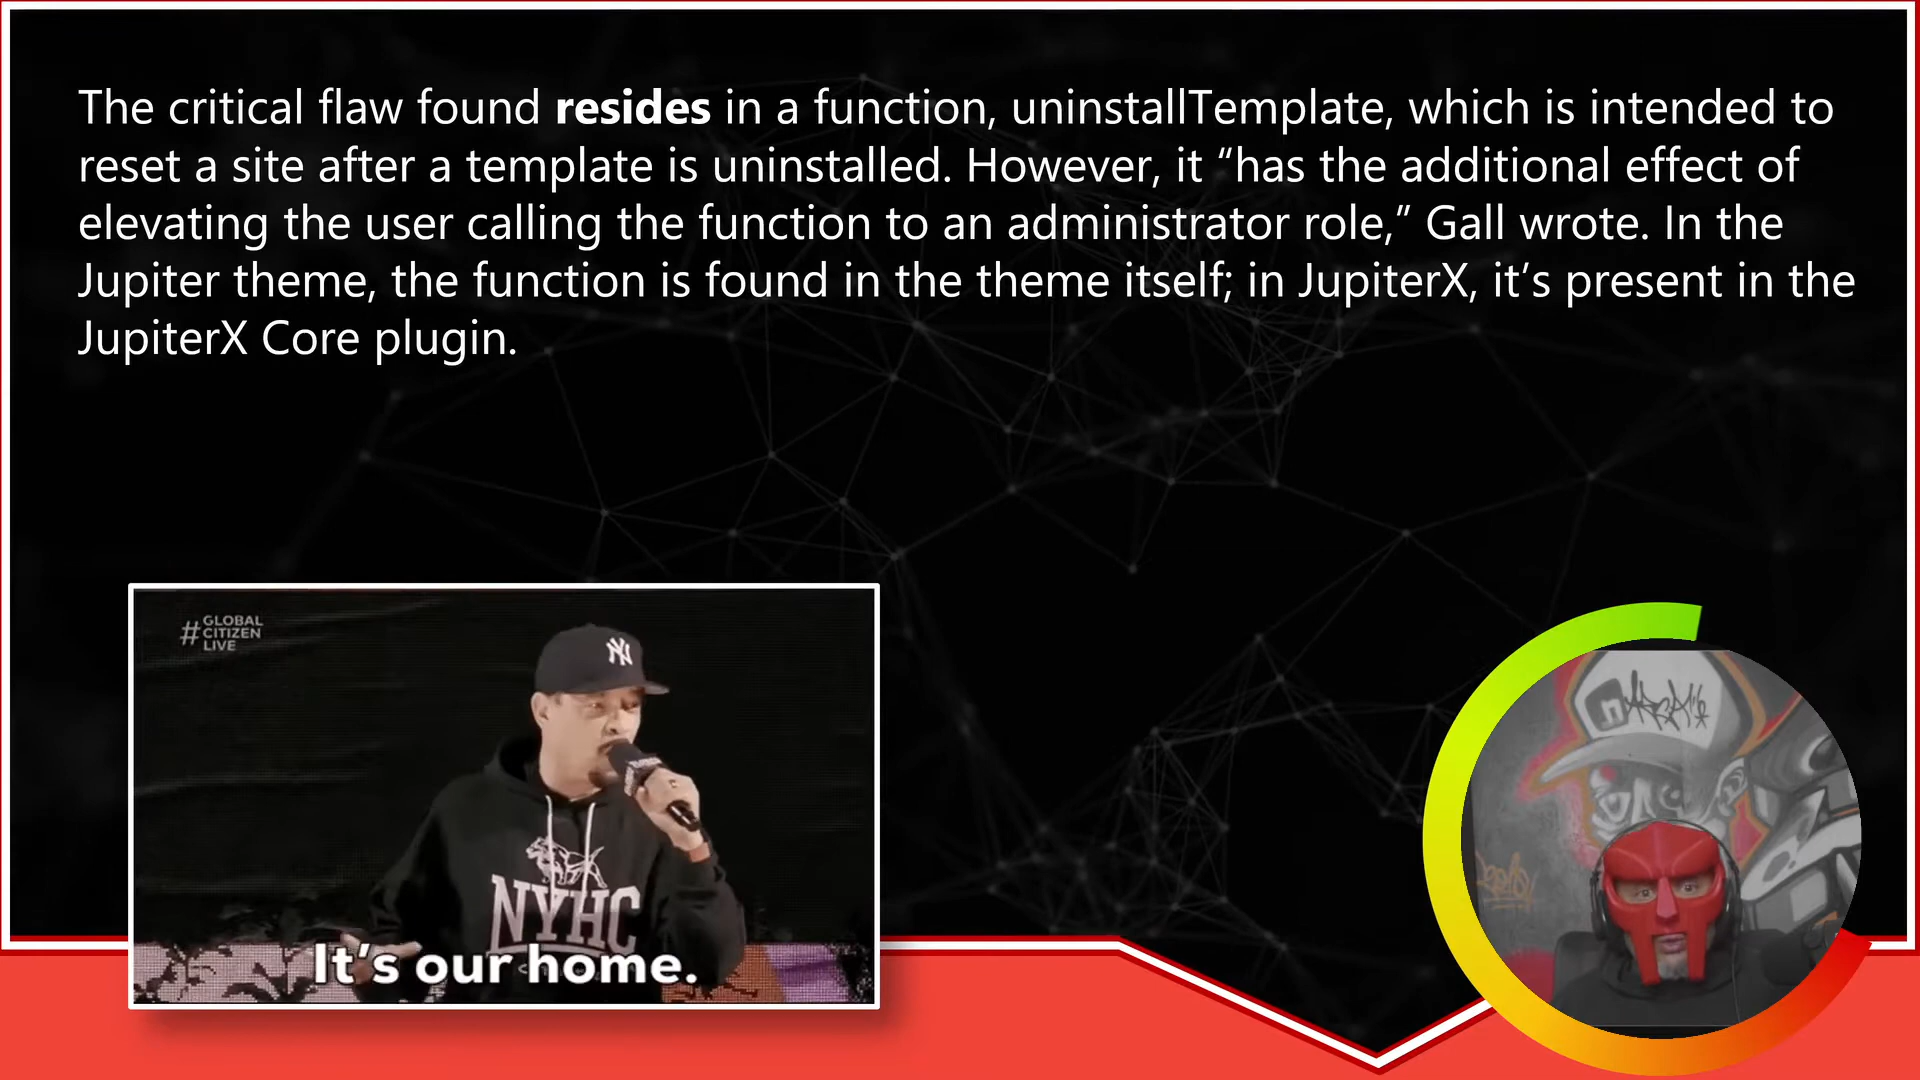 The critical flaw found resides in a function, uninstallTemplate, which is intended to
reset a site after a template is uninstalled. However, it “has the additional effect of
elevating the user calling the function to an administrator role,” Gall wrote. In the
Jupiter theme, the function is found in the theme itself; in JupiterX, it’s present in the
JupiterX Core plugin.
#GLOBAL
CITIZEN
LIVE
NY
NYHC
It’s our home.